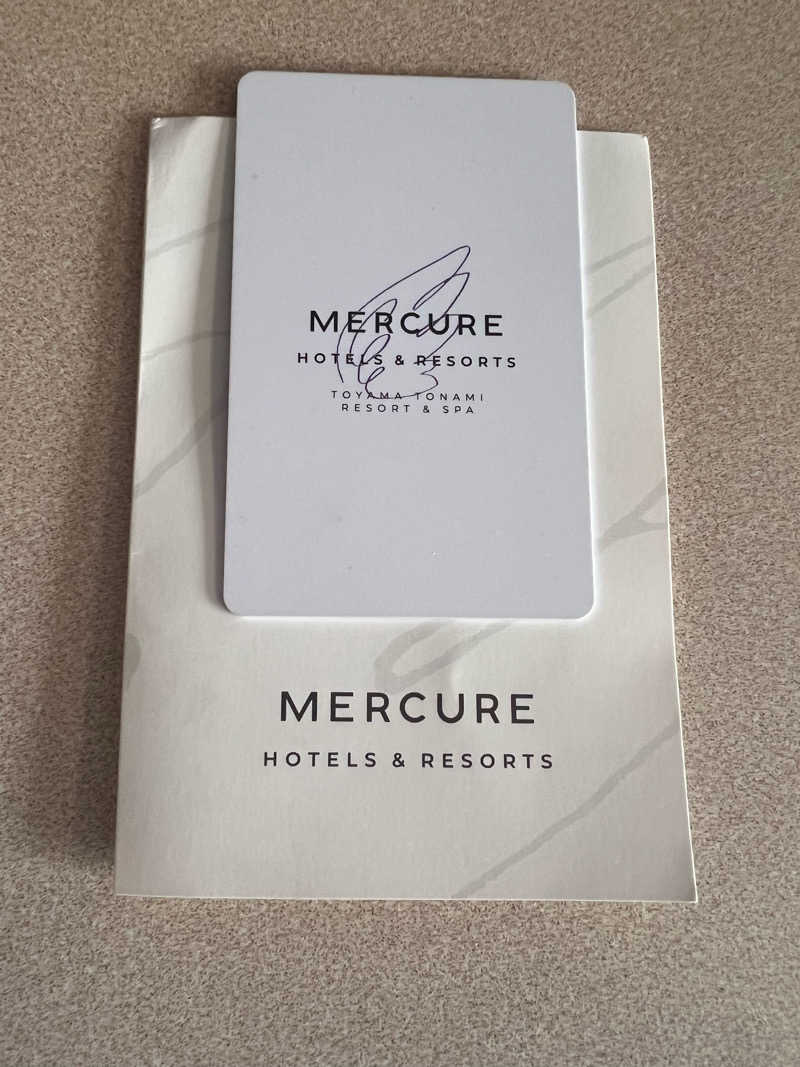 MERCURE
HOTELS & RESORTS
TOYAMA TONAMI
RESORT & SPA
MERCURE
HOTELS & RESORTS